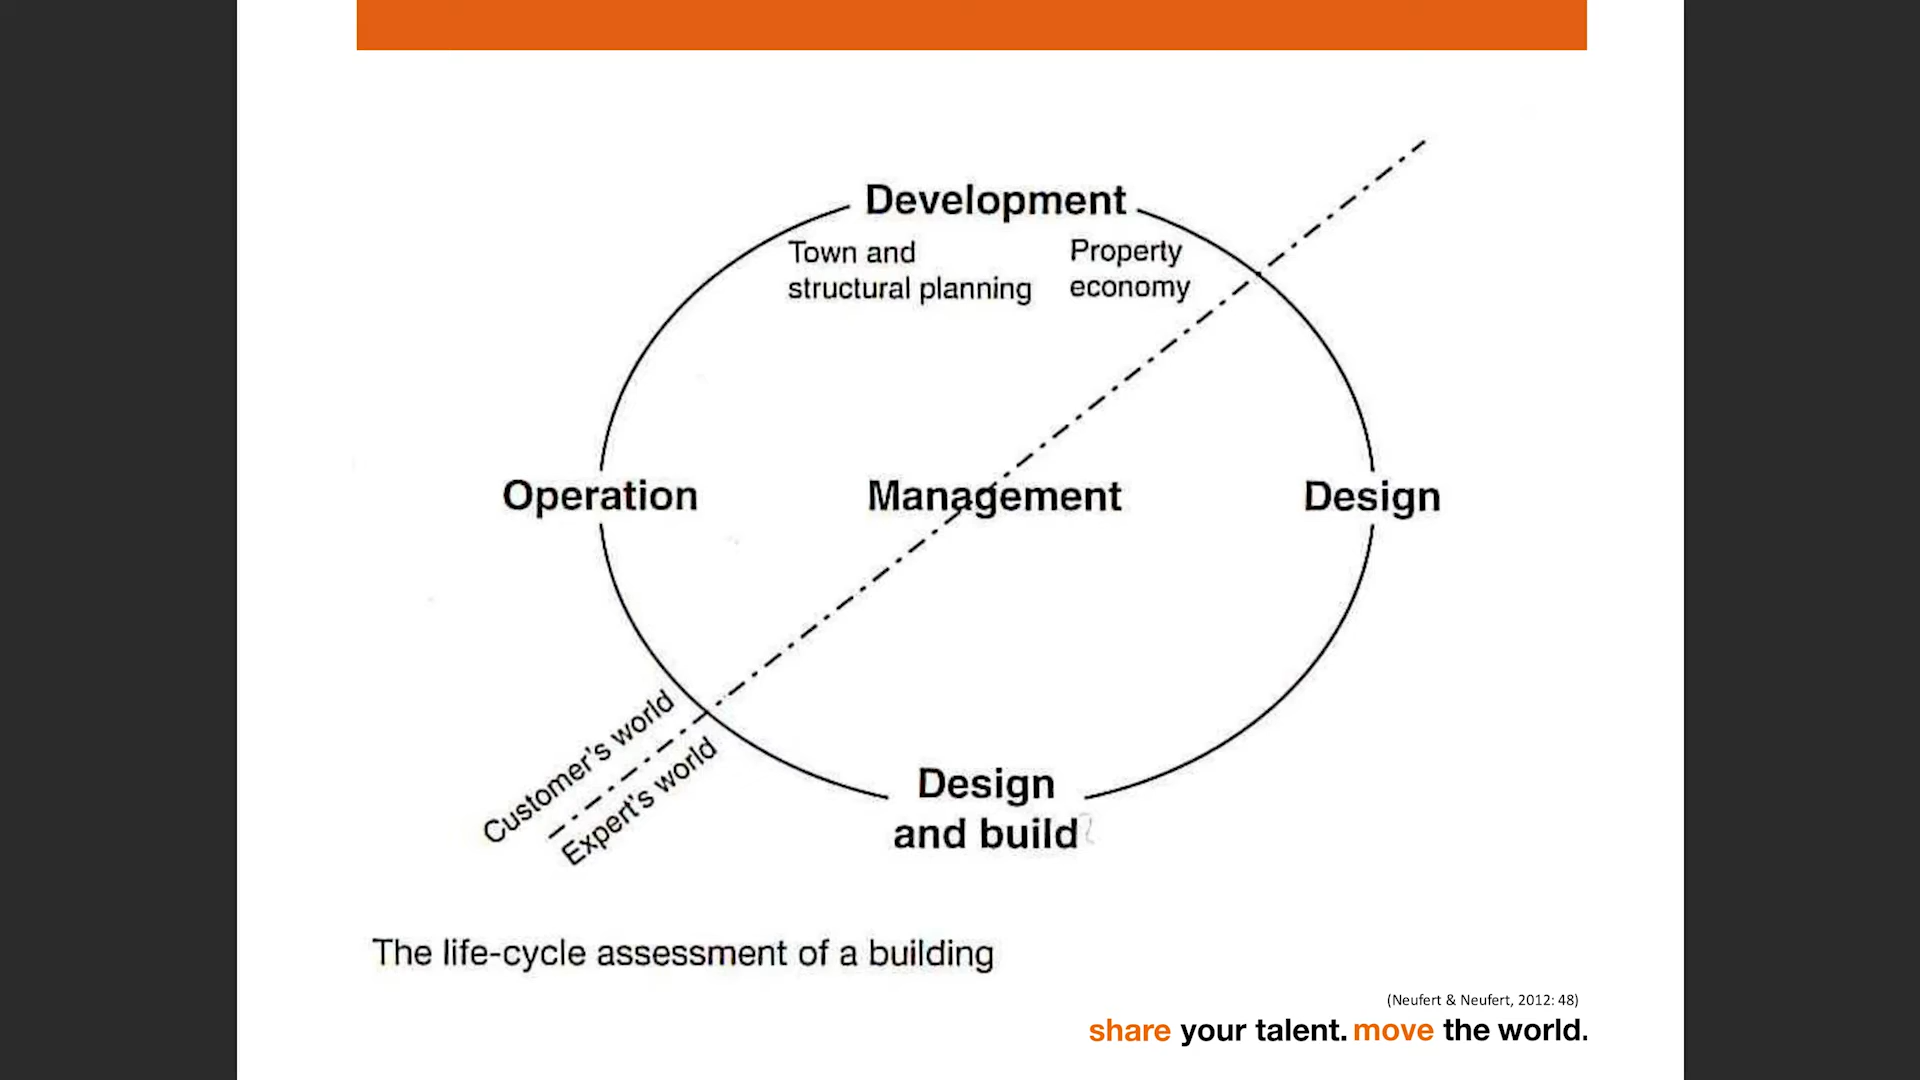 Development
Town and
structural planning
Property
economy
Operation
Management
Design
Customer's world
Expert's world
Design
and build
The life-cycle assessment of a building
(Neufert & Neufert, 2012: 48)
share your talent. move the world.